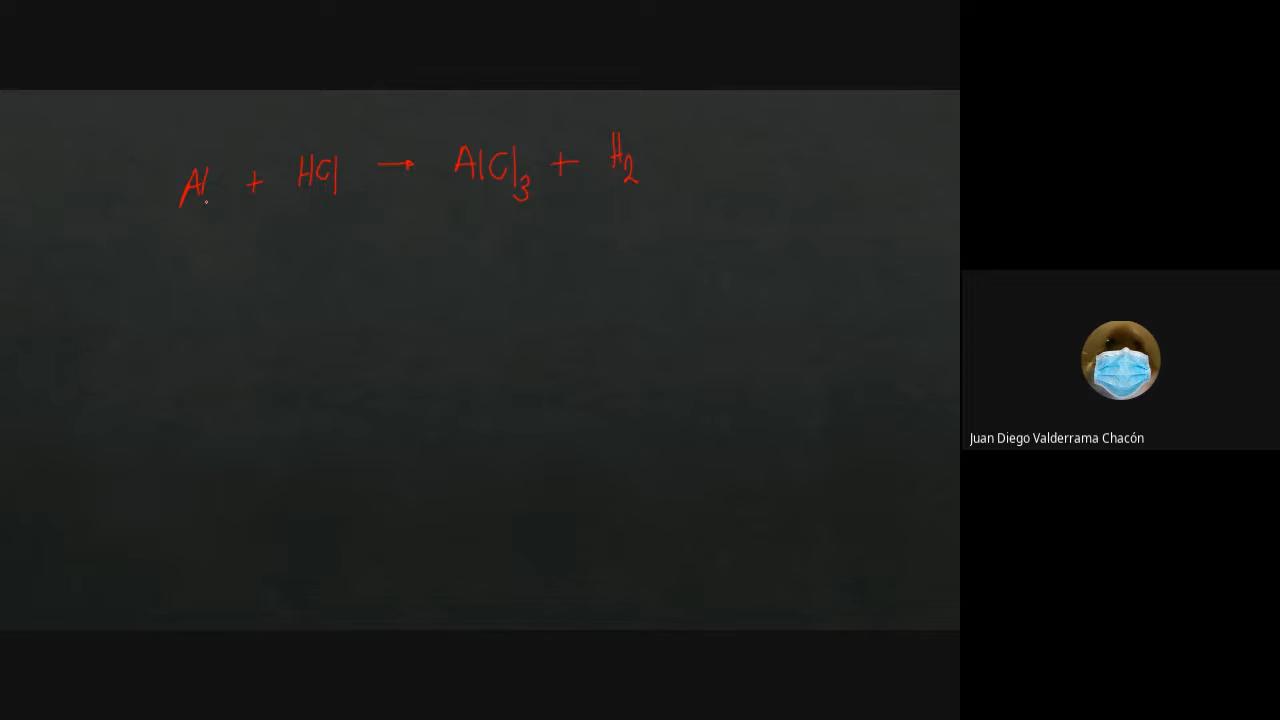 Al + HCl → AlCl₃ + H₂
Juan Diego Valderrama Chacón